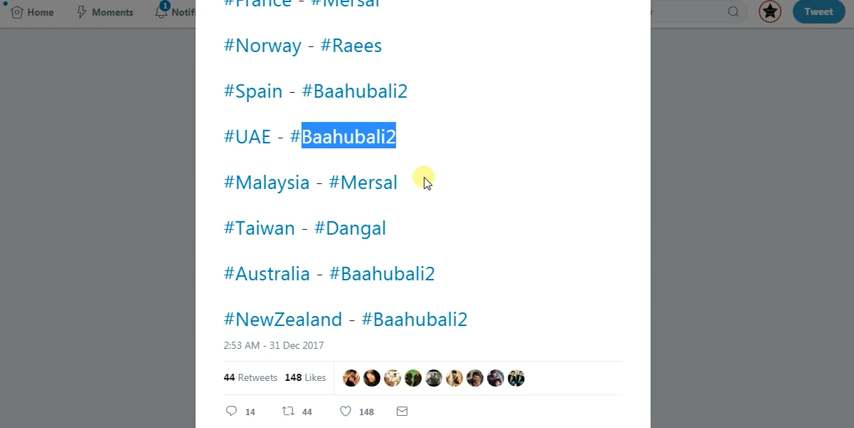 Home Moments 1 Notif Tweet
#France - #Mersal
#Norway - #Raees
#Spain - #Baahubali2
#UAE - #Baahubali2
#Malaysia - #Mersal
#Taiwan - #Dangal
#Australia - #Baahubali2
#NewZealand - #Baahubali2
2:53 AM - 31 Dec 2017
44 Retweets 148 Likes
14 44 148